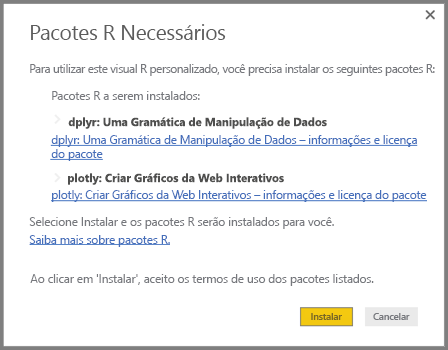 Pacotes R Necessários
Para utilizar este visual R personalizado, você precisa instalar os seguintes pacotes R:
Pacotes R a serem instalados:
dplyr: Uma Gramática de Manipulação de Dados
dplyr: Uma Gramática de Manipulação de Dados – informações e licença
do pacote
plotly: Criar Gráficos da Web Interativos
plotly: Criar Gráficos da Web Interativos – informações e licença do pacote
Selecione Instalar e os pacotes R serão instalados para você.
Saiba mais sobre pacotes R.
Ao clicar em 'Instalar', aceito os termos de uso dos pacotes listados.
Instalar
Cancelar